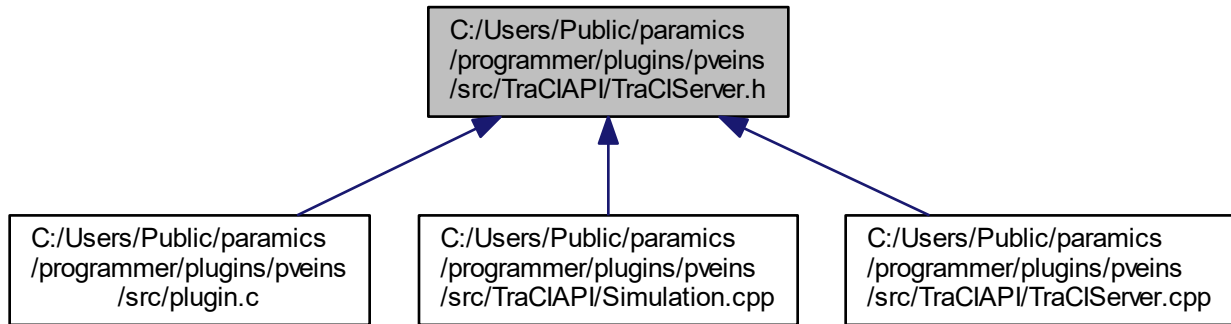 C:/Users/Public/paramics
/programmer/plugins/pveins
/src/TraCIAPI/TraCIServer.h
C:/Users/Public/paramics
/programmer/plugins/pveins
/src/plugin.c
C:/Users/Public/paramics
/programmer/plugins/pveins
/src/TraCIAPI/Simulation.cpp
C:/Users/Public/paramics
/programmer/plugins/pveins
/src/TraCIAPI/TraCIServer.cpp